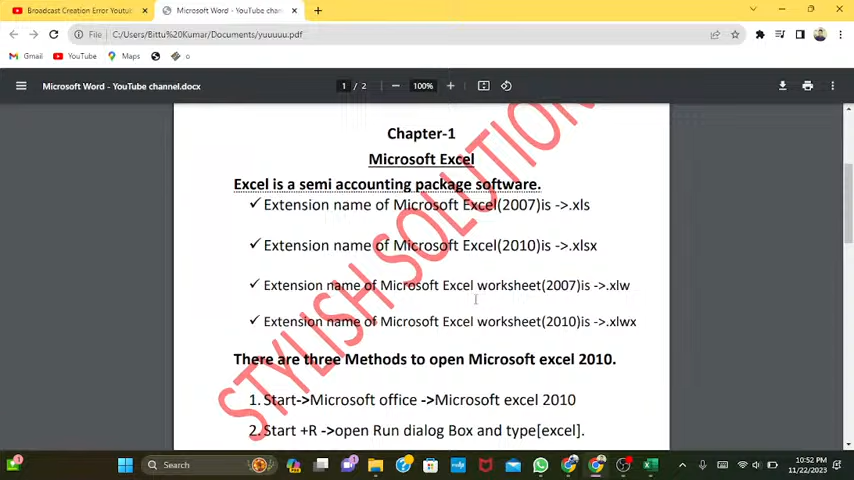 Broadcast Creation Error Youtub
Microsoft Word - YouTube chann
File
C:/Users/Bittu%20Kumar/Documents/yuuuuu.pdf
Gmail
YouTube
Maps
o
Microsoft Word - YouTube channel.docx
1 / 2
100%
Chapter-1
Microsoft Excel
Excel is a semi accounting package software.
✓ Extension name of Microsoft Excel(2007)is ->.xls
✓ Extension name of Microsoft Excel(2010)is ->.xlsx
✓ Extension name of Microsoft Excel worksheet(2007)is ->.xlw
✓ Extension name of Microsoft Excel worksheet(2010)is ->.xlwx
There are three Methods to open Microsoft excel 2010.
1. Start->Microsoft office ->Microsoft excel 2010
2. Start +R ->open Run dialog Box and type[excel].
STYLISH SOLUTION
Search
10:52 PM
11/22/2023